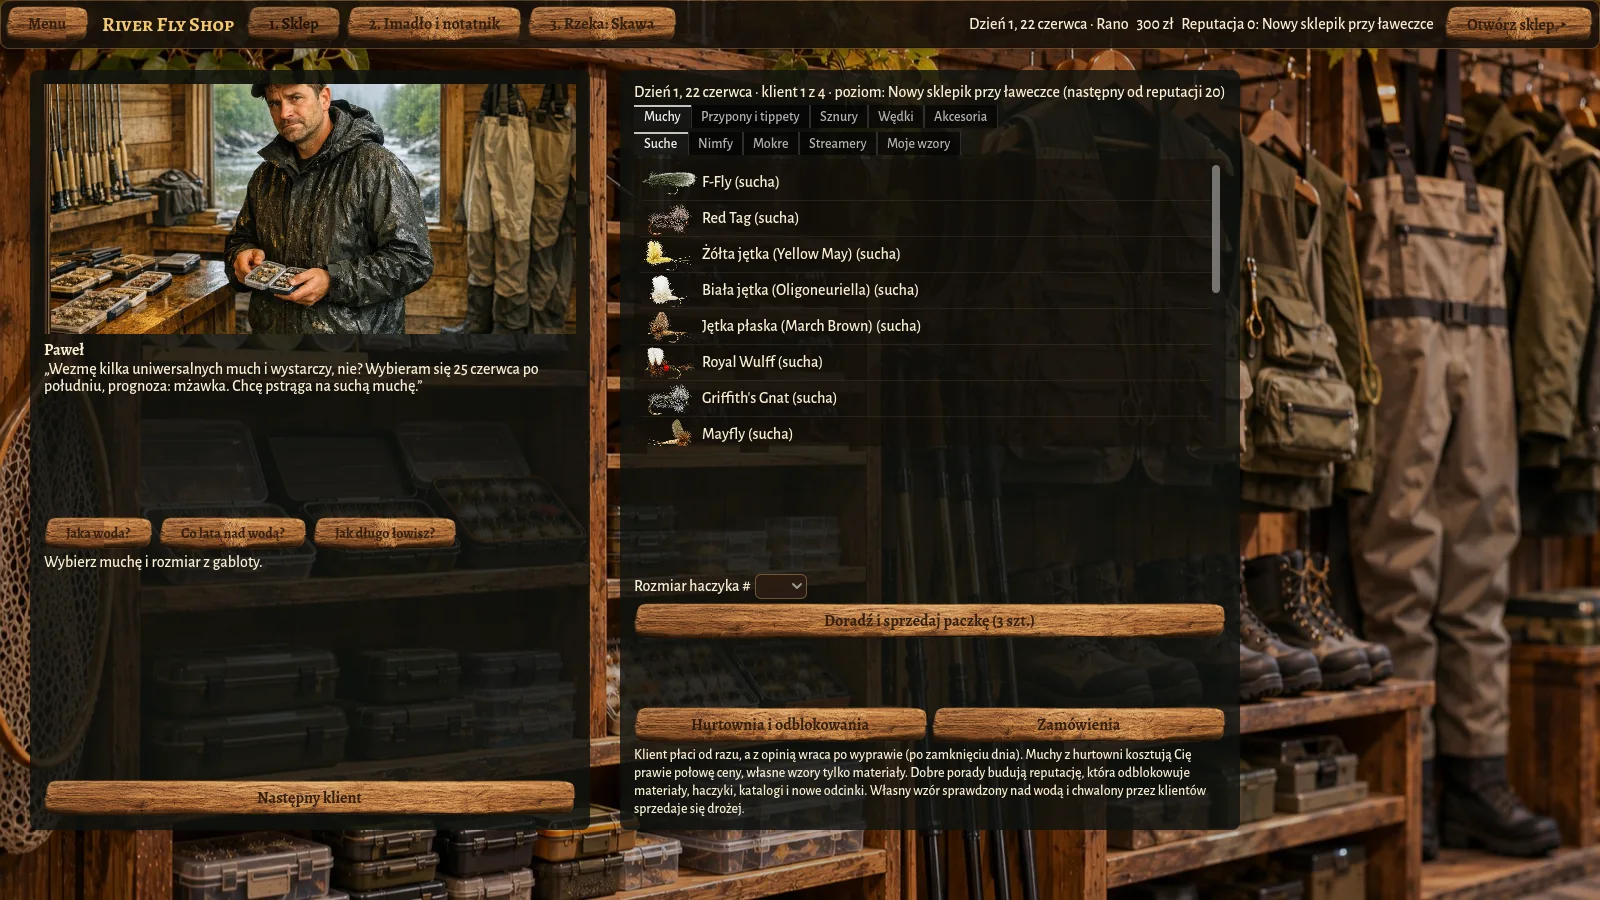 Menu
River Fly Shop
1. Sklep
2. Imadło i notatnik
3. Rzeka: Skawa
Dzień 1, 22 czerwca · Rano 300 zł Reputacja 0: Nowy sklepik przy ławeczce
Otwórz sklep ▸
Dzień 1, 22 czerwca · klient 1 z 4 · poziom: Nowy sklepik przy ławeczce (następny od reputacji 20)
Muchy Przypony i tippety Sznury Wędki Akcesoria
Suche Nimfy Mokre Streamery Moje wzory
F-Fly (sucha)
Red Tag (sucha)
Żółta jętka (Yellow May) (sucha)
Biała jętka (Oligoneuriella) (sucha)
Jętka płaska (March Brown) (sucha)
Royal Wulff (sucha)
Griffith's Gnat (sucha)
Mayfly (sucha)
Paweł
„Wezmę kilka uniwersalnych much i wystarczy, nie? Wybieram się 25 czerwca po
południu, prognoza: mżawka. Chcę pstrąga na suchą muchę.”
Jaka woda?
Co lata nad wodą?
Jak długo łowisz?
Wybierz muchę i rozmiar z gabloty.
Następny klient
Rozmiar haczyka #
Doradź i sprzedaj paczkę (3 szt.)
Hurtownia i odblokowania
Zamówienia
Klient płaci od razu, a z opinią wraca po wyprawie (po zamknięciu dnia). Muchy z hurtowni kosztują Cię
prawie połowę ceny, własne wzory tylko materiały. Dobre porady budują reputację, która odblokowuje
materiały, haczyki, katalogi i nowe odcinki. Własny wzór sprawdzony nad wodą i chwalony przez klientów
sprzedaje się drożej.